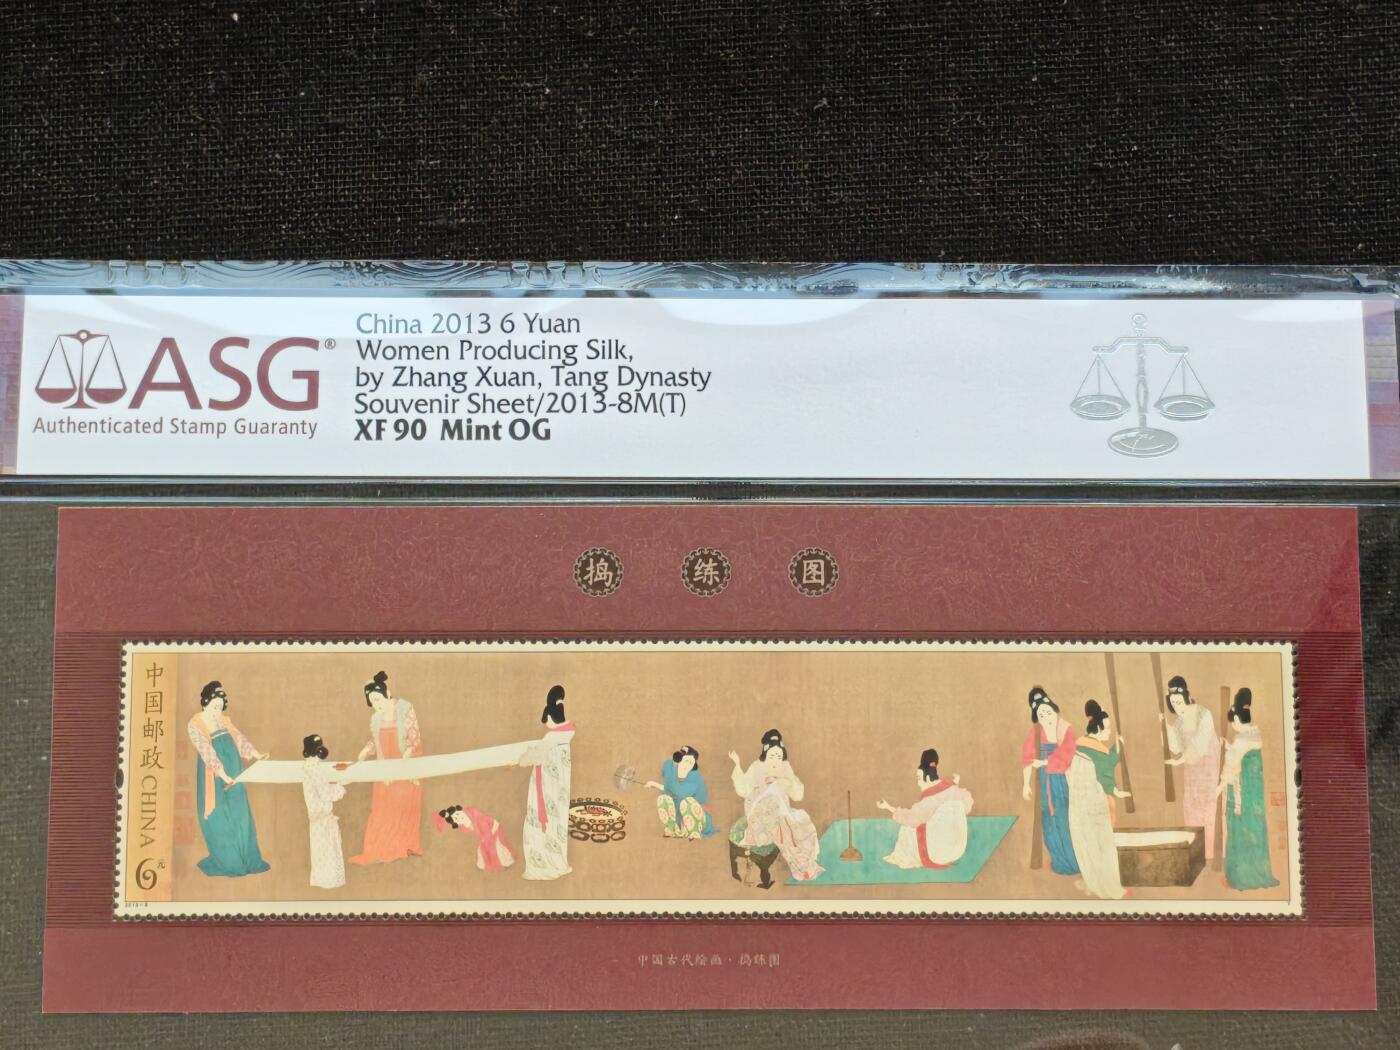 ASG®
Authenticated Stamp Guaranty
China 2013 6 Yuan
Women Producing Silk,
by Zhang Xuan, Tang Dynasty
Souvenir Sheet/2013-8M(T)
XF 90 Mint OG
捣 练 图
中国邮政 CHINA
6元
2013-8
中国古代绘画·捣练图